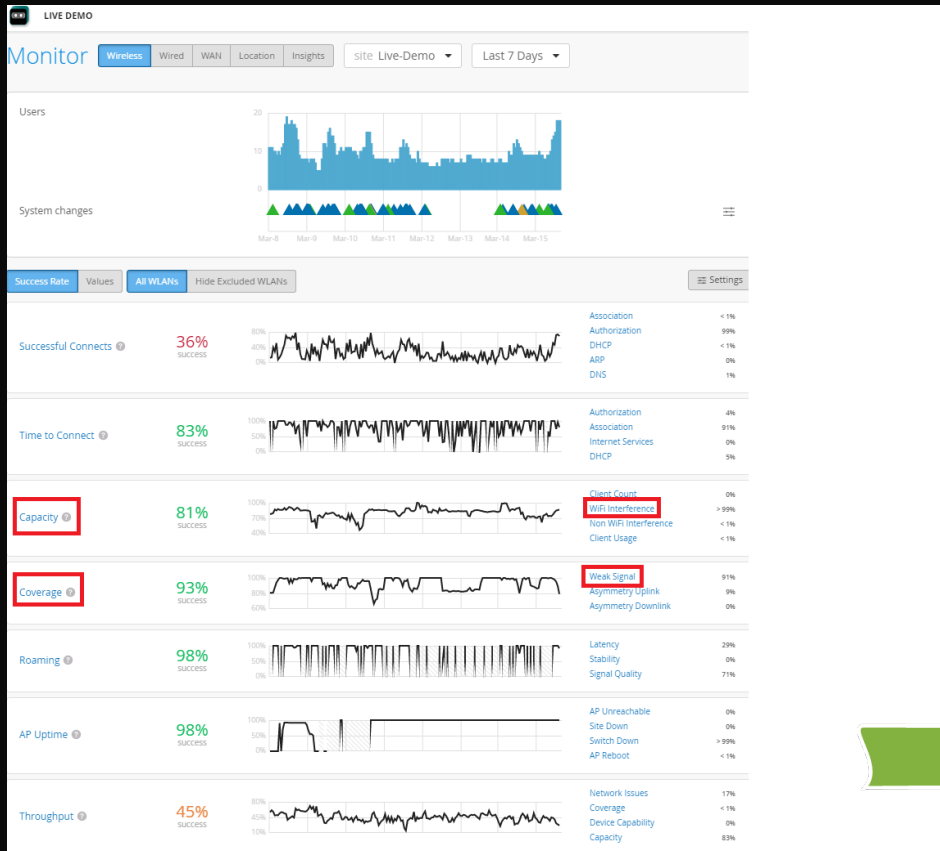 LIVE DEMO
Monitor Wireless Wired WAN Location Insights site Live-Demo Last 7 Days
Users
20
10
0
System changes
Mar-8 Mar-9 Mar-10 Mar-11 Mar-12 Mar-13 Mar-14 Mar-15
Success Rate Values All WLANs Hide Excluded WLANs Settings
Successful Connects ?
36%
success
80%
40%
0%
Association < 1%
Authorization 99%
DHCP < 1%
ARP 0%
DNS 1%
Time to Connect ?
83%
success
100%
50%
0%
Authorization 4%
Association 91%
Internet Services 0%
DHCP 5%
Capacity ?
81%
success
100%
70%
40%
Client Count 0%
WiFi Interference > 99%
Non WiFi Interference < 1%
Client Usage < 1%
Coverage ?
93%
success
100%
80%
60%
Weak Signal 91%
Asymmetry Uplink 9%
Asymmetry Downlink 0%
Roaming ?
98%
success
100%
50%
0%
Latency 29%
Stability 0%
Signal Quality 71%
AP Uptime ?
98%
success
100%
50%
0%
AP Unreachable 0%
Site Down 0%
Switch Down > 99%
AP Reboot < 1%
Throughput ?
45%
success
80%
45%
10%
Network Issues 17%
Coverage < 1%
Device Capability 0%
Capacity 83%